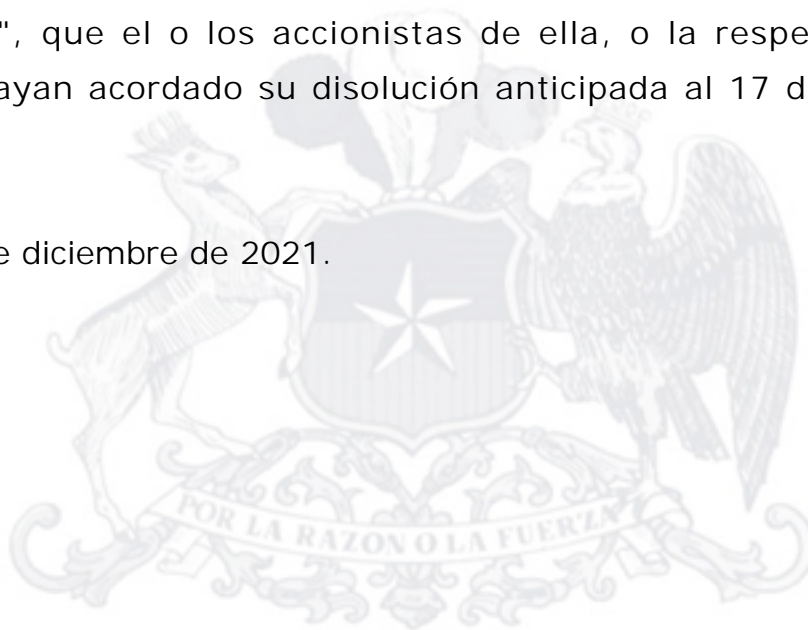 ", que el o los accionistas de ella, o la respe
ayan acordado su disolución anticipada al 17 d
e diciembre de 2021.
POR LA RAZON O LA FUERZA